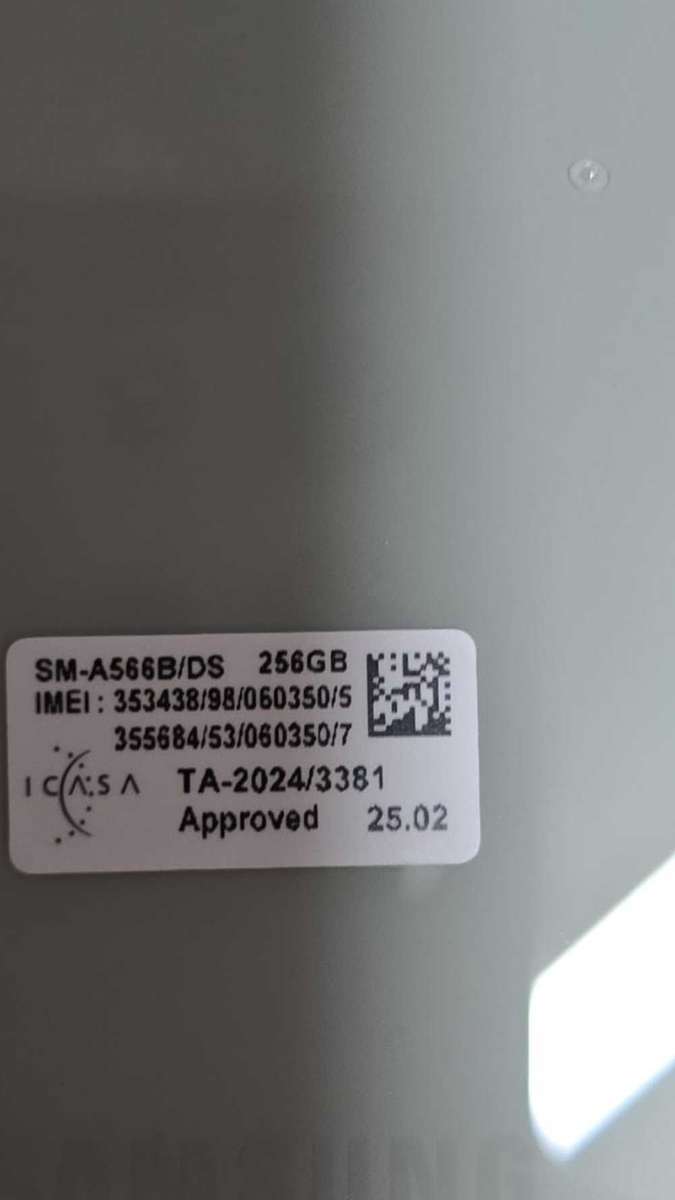 SM-A566B/DS 256GB
IMEI : 353438/98/060350/5
355684/53/060350/7
ICASA TA-2024/3381
Approved 25.02